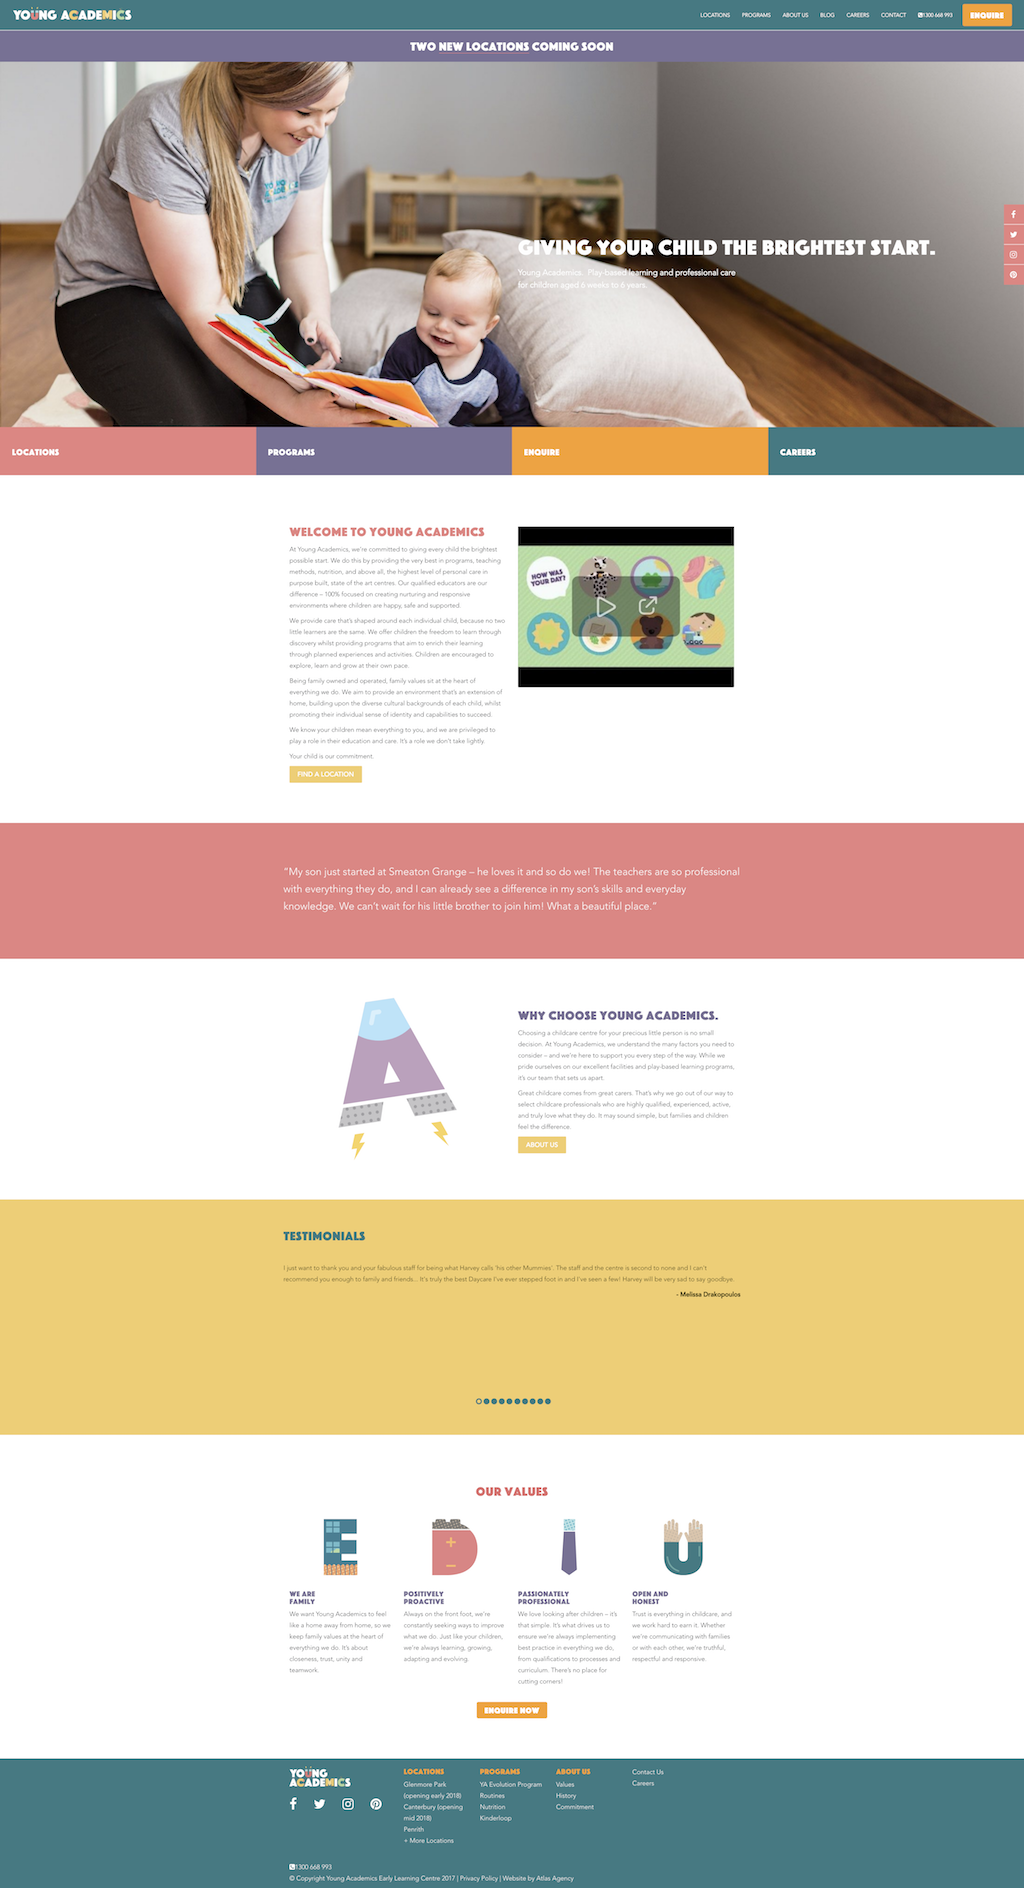 YOUNG ACADEMICS
LOCATIONS PROGRAMS ABOUT US BLOG CAREERS CONTACT 1300 668 993 ENQUIRE
TWO NEW LOCATIONS COMING SOON
GIVING YOUR CHILD THE BRIGHTEST START.
Young Academics. Play-based learning and professional care
for children aged 6 weeks to 6 years.
LOCATIONS PROGRAMS ENQUIRE CAREERS
WELCOME TO YOUNG ACADEMICS
At Young Academics, we're committed to giving every child the brightest
possible start. We do this by providing the very best in programs, teaching
methods, nutrition, and above all, the highest level of personal care in
purpose built, state of the art centres. Our qualified educators are our
difference – 100% focused on creating nurturing and responsive
environments where children are happy, safe and supported.
We provide care that's shaped around each individual child, because no two
little learners are the same. We offer children the freedom to learn through
discovery whilst providing programs that aim to enrich their learning
through planned experiences and activities. Children are encouraged to
explore, learn and grow at their own pace.
Being family owned and operated, family values sit at the heart of
everything we do. We aim to provide an environment that's an extension of
home, building upon the diverse cultural backgrounds of each child, whilst
promoting their individual sense of identity and capabilities to succeed.
We know your children mean everything to you, and we are privileged to
play a role in their education and care. It's a role we don't take lightly.
Your child is our commitment.
FIND A LOCATION
HOW WAS
YOUR DAY?
"My son just started at Smeaton Grange – he loves it and so do we! The teachers are so professional
with everything they do, and I can already see a difference in my son's skills and everyday
knowledge. We can't wait for his little brother to join him! What a beautiful place."
A
WHY CHOOSE YOUNG ACADEMICS.
Choosing a childcare centre for your precious little person is no small
decision. At Young Academics, we understand the many factors you need to
consider – and we're here to support you every step of the way. While we
pride ourselves on our excellent facilities and play-based learning programs,
it's our team that sets us apart.
Great childcare comes from great carers. That's why we go out of our way to
select childcare professionals who are highly qualified, experienced, active,
and truly love what they do. It may sound simple, but families and children
feel the difference.
ABOUT US
TESTIMONIALS
I just want to thank you and your fabulous staff for being what Harvey calls 'his other Mummies'. The staff and the centre is second to none and I can't
recommend you enough to family and friends... It's truly the best Daycare I've ever stepped foot in and I've seen a few! Harvey will be very sad to say goodbye.
- Melissa Drakopoulos
OUR VALUES
E D I U
WE ARE
FAMILY
We want Young Academics to feel
like a home away from home, so we
keep family values at the heart of
everything we do. It's about
closeness, trust, unity and
teamwork.
POSITIVELY
PROACTIVE
Always on the front foot, we're
constantly seeking ways to improve
what we do. Just like your children,
we're always learning, growing,
adapting and evolving.
PASSIONATELY
PROFESSIONAL
We love looking after children – it's
that simple. It's what drives us to
ensure we're always implementing
best practice in everything we do,
from qualifications to processes and
curriculum. There's no place for
cutting corners!
OPEN AND
HONEST
Trust is everything in childcare, and
we work hard to earn it. Whether
we're communicating with families
or with each other, we're truthful,
respectful and responsive.
ENQUIRE NOW
YOUNG
ACADEMICS
LOCATIONS
Glenmore Park
(opening early 2018)
Canterbury (opening
mid 2018)
Penrith
+ More Locations
PROGRAMS
YA Evolution Program
Routines
Nutrition
Kinderloop
ABOUT US
Values
History
Commitment
Contact Us
Careers
1300 668 993
© Copyright Young Academics Early Learning Centre 2017 | Privacy Policy | Website by Atlas Agency